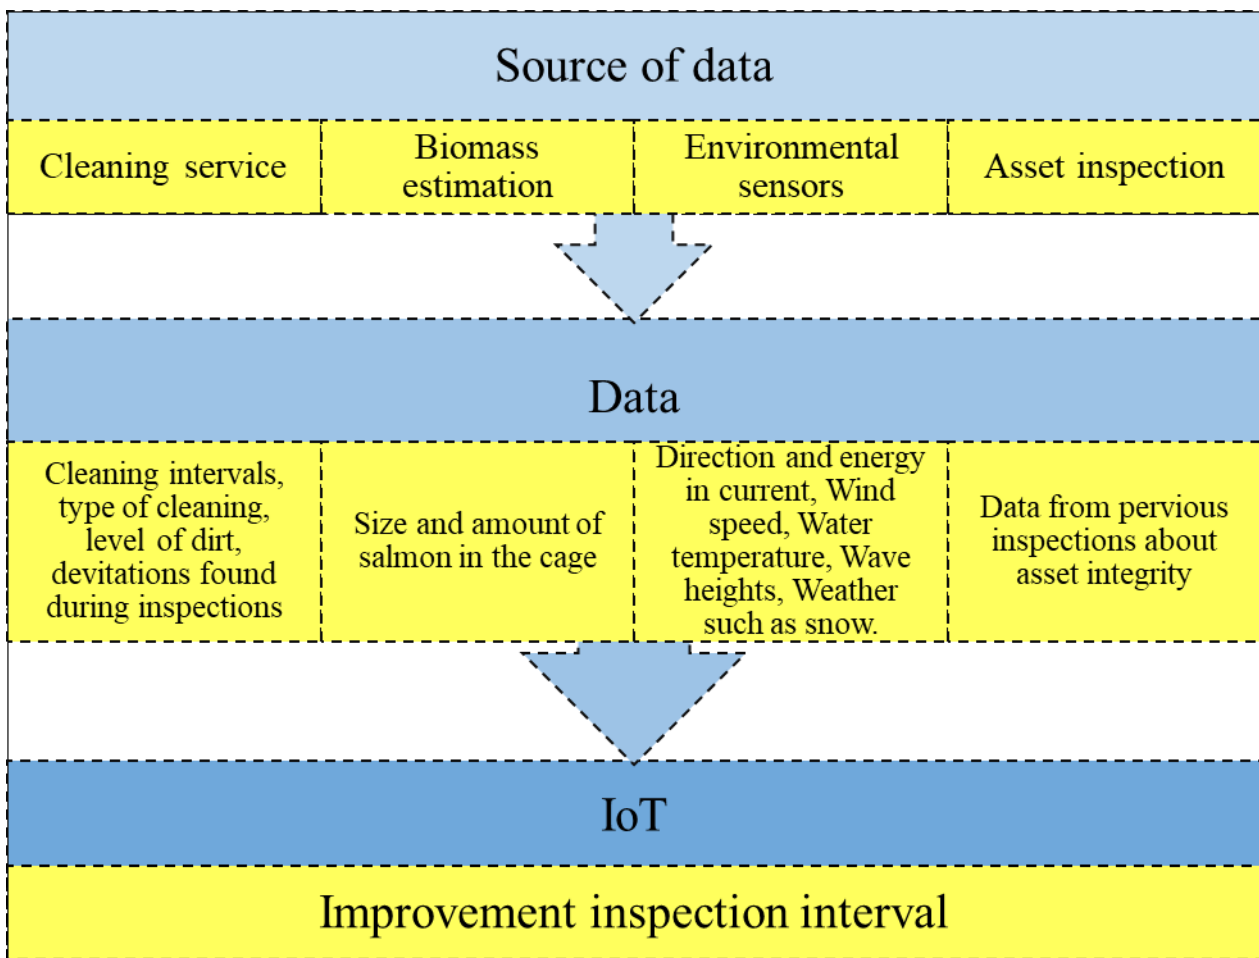 Source of data
Cleaning service
Biomass
estimation
Environmental
sensors
Asset inspection
Data
Cleaning intervals,
type of cleaning,
level of dirt,
devitations found
during inspections
Size and amount of
salmon in the cage
Direction and energy
in current, Wind
speed, Water
temperature, Wave
heights, Weather
such as snow.
Data from pervious
inspections about
asset integrity
IoT
Improvement inspection interval